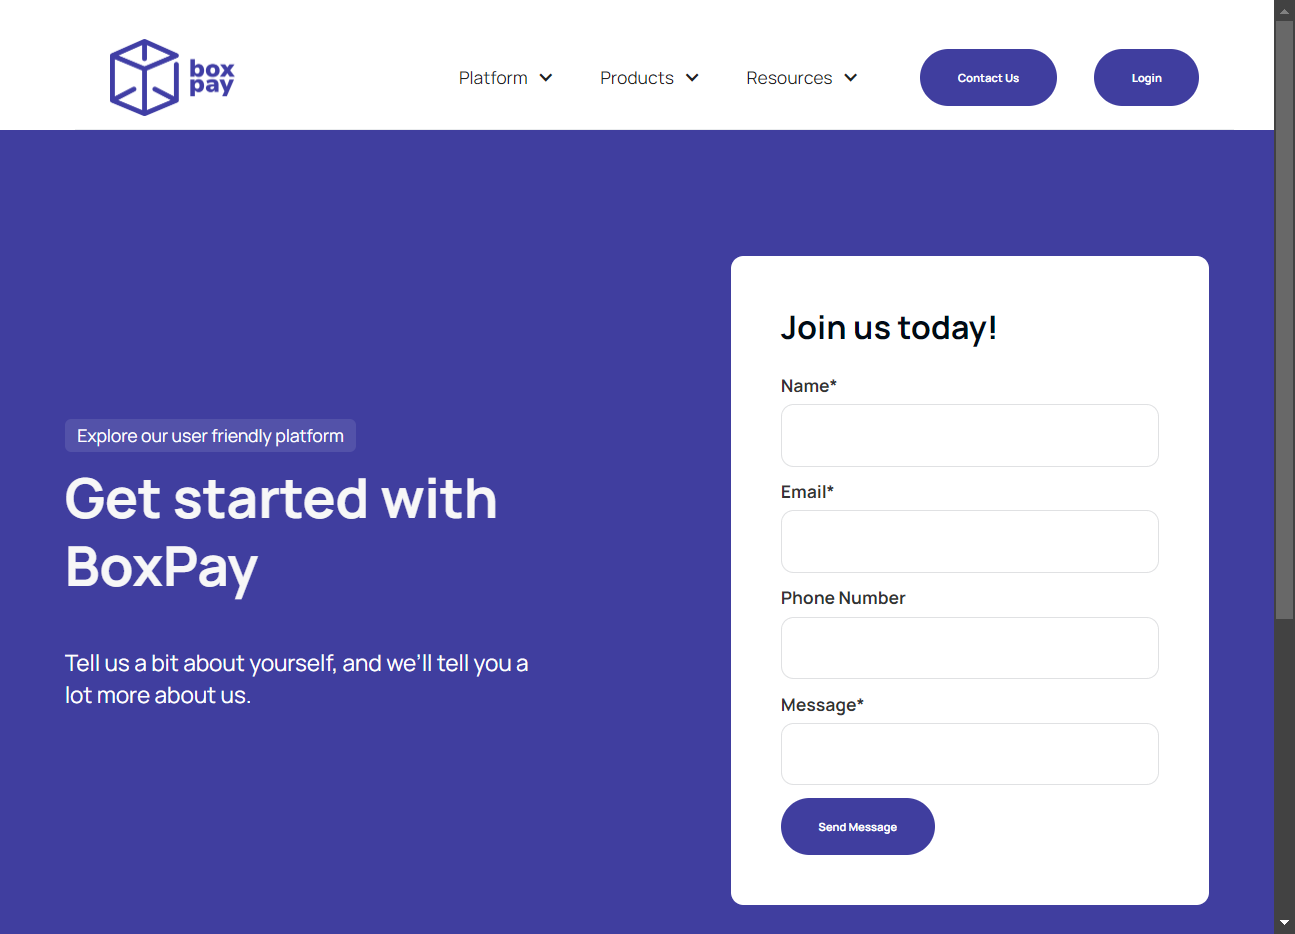 box
pay
Platform
Products
Resources
Contact Us
Login
Explore our user friendly platform
Get started with
BoxPay
Tell us a bit about yourself, and we’ll tell you a
lot more about us.
Join us today!
Name*
Email*
Phone Number
Message*
Send Message